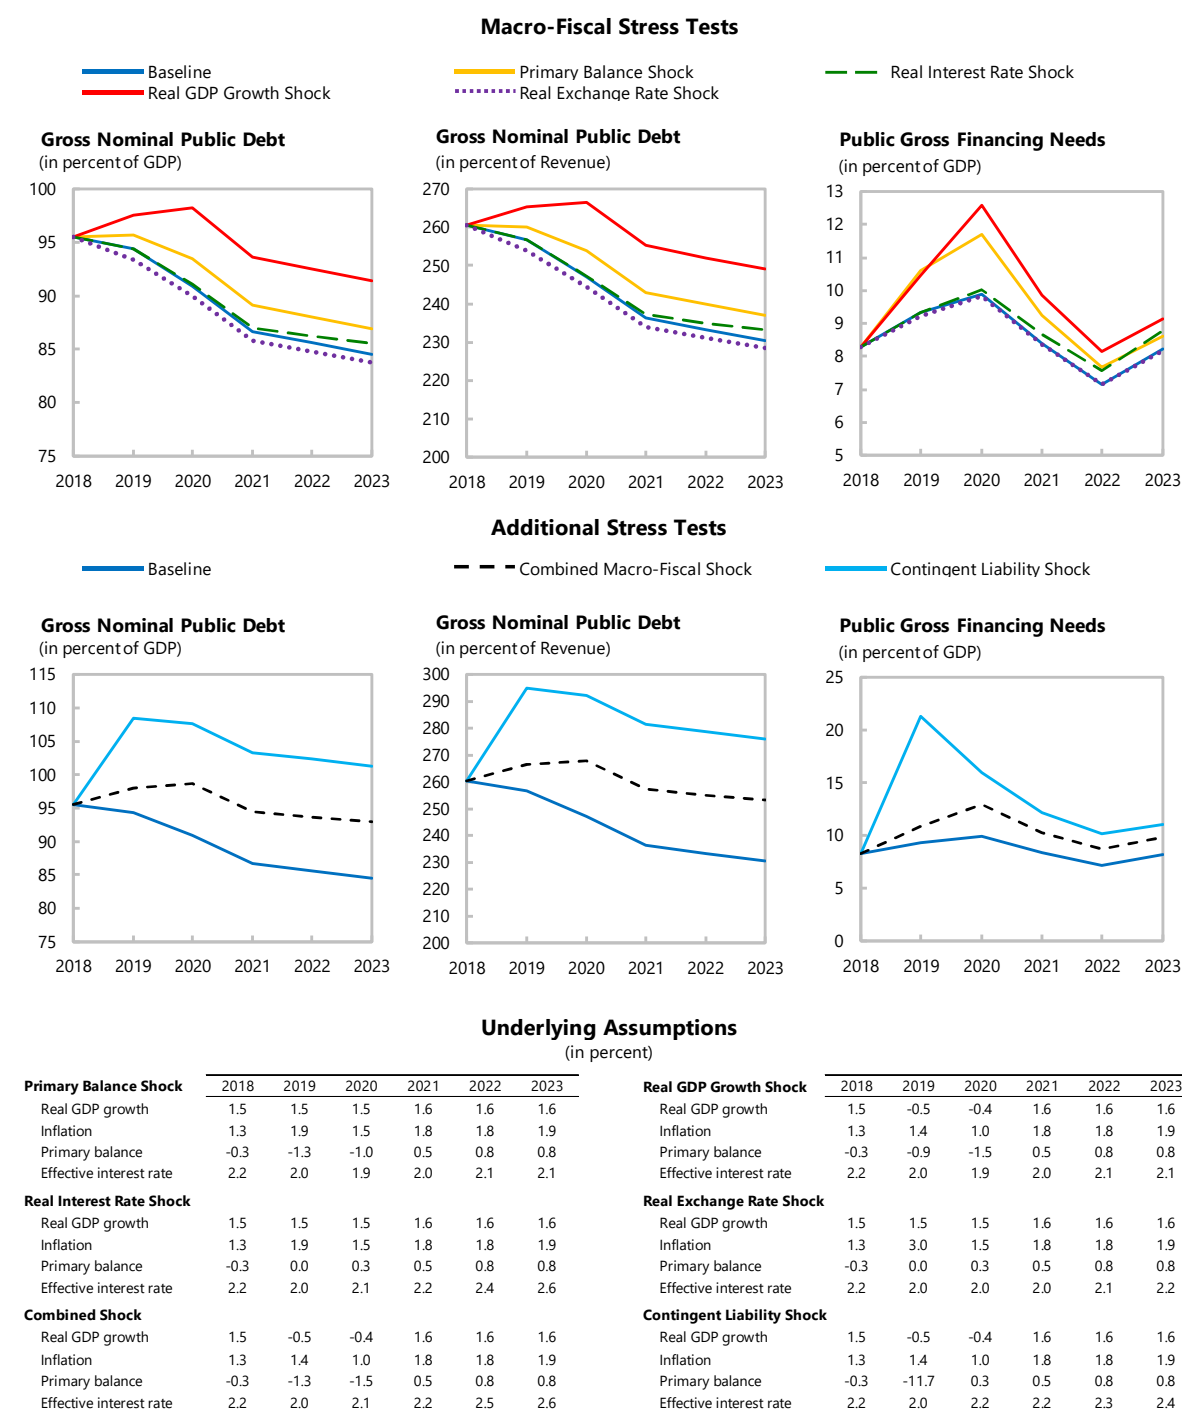 Macro-Fiscal Stress Tests
Baseline Primary Balance Shock Real Interest Rate Shock
Real GDP Growth Shock Real Exchange Rate Shock
Gross Nominal Public Debt
(in percent of GDP)
100
95
90
85
80
75
2018 2019 2020 2021 2022 2023
Gross Nominal Public Debt
(in percent of Revenue)
270
260
250
240
230
220
210
200
2018 2019 2020 2021 2022 2023
Public Gross Financing Needs
(in percent of GDP)
13
12
11
10
9
8
7
6
5
2018 2019 2020 2021 2022 2023
Additional Stress Tests
Baseline Combined Macro-Fiscal Shock Contingent Liability Shock
Gross Nominal Public Debt
(in percent of GDP)
115
110
105
100
95
90
85
80
75
2018 2019 2020 2021 2022 2023
Gross Nominal Public Debt
(in percent of Revenue)
300
290
280
270
260
250
240
230
220
210
200
2018 2019 2020 2021 2022 2023
Public Gross Financing Needs
(in percent of GDP)
25
20
15
10
5
0
2018 2019 2020 2021 2022 2023
Underlying Assumptions
(in percent)
Primary Balance Shock 2018 2019 2020 2021 2022 2023
Real GDP growth 1.5 1.5 1.5 1.6 1.6 1.6
Inflation 1.3 1.9 1.5 1.8 1.8 1.9
Primary balance -0.3 -1.3 -1.0 0.5 0.8 0.8
Effective interest rate 2.2 2.0 1.9 2.0 2.1 2.1
Real Interest Rate Shock
Real GDP growth 1.5 1.5 1.5 1.6 1.6 1.6
Inflation 1.3 1.9 1.5 1.8 1.8 1.9
Primary balance -0.3 0.0 0.3 0.5 0.8 0.8
Effective interest rate 2.2 2.0 2.1 2.2 2.4 2.6
Combined Shock
Real GDP growth 1.5 -0.5 -0.4 1.6 1.6 1.6
Inflation 1.3 1.4 1.0 1.8 1.8 1.9
Primary balance -0.3 -1.3 -1.5 0.5 0.8 0.8
Effective interest rate 2.2 2.0 2.1 2.2 2.5 2.6
Real GDP Growth Shock 2018 2019 2020 2021 2022 2023
Real GDP growth 1.5 -0.5 -0.4 1.6 1.6 1.6
Inflation 1.3 1.4 1.0 1.8 1.8 1.9
Primary balance -0.3 -0.9 -1.5 0.5 0.8 0.8
Effective interest rate 2.2 2.0 1.9 2.0 2.1 2.1
Real Exchange Rate Shock
Real GDP growth 1.5 1.5 1.5 1.6 1.6 1.6
Inflation 1.3 3.0 1.5 1.8 1.8 1.9
Primary balance -0.3 0.0 0.3 0.5 0.8 0.8
Effective interest rate 2.2 2.0 2.0 2.0 2.1 2.2
Contingent Liability Shock
Real GDP growth 1.5 -0.5 -0.4 1.6 1.6 1.6
Inflation 1.3 1.4 1.0 1.8 1.8 1.9
Primary balance -0.3 -11.7 0.3 0.5 0.8 0.8
Effective interest rate 2.2 2.0 2.2 2.2 2.3 2.4